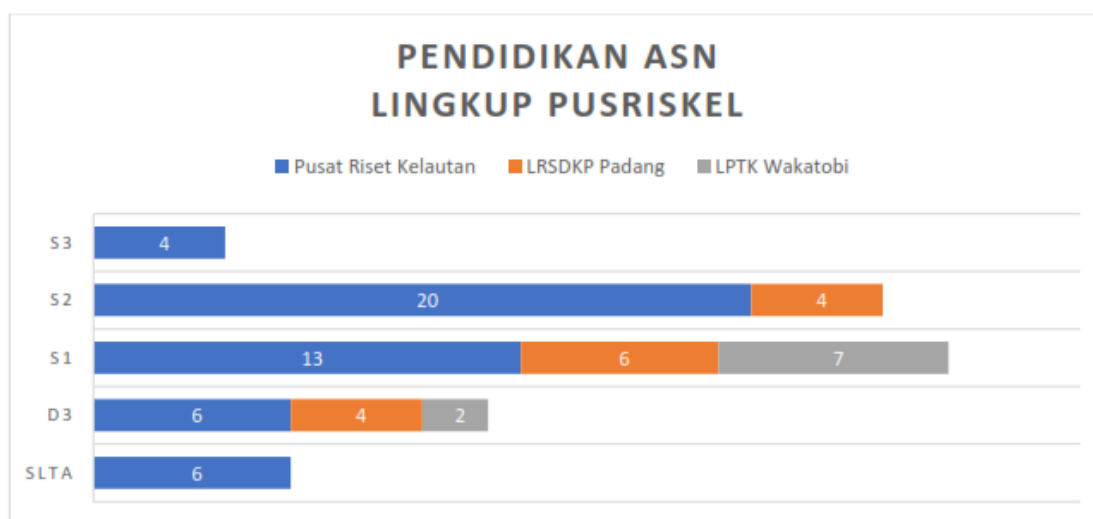 PENDIDIKAN ASN
LINGKUP PUSRISKEL
Pusat Riset Kelautan LRSDKP Padang LPTK Wakatobi
S3 4
S2 20 4
S1 13 6 7
D3 6 4 2
SLTA 6